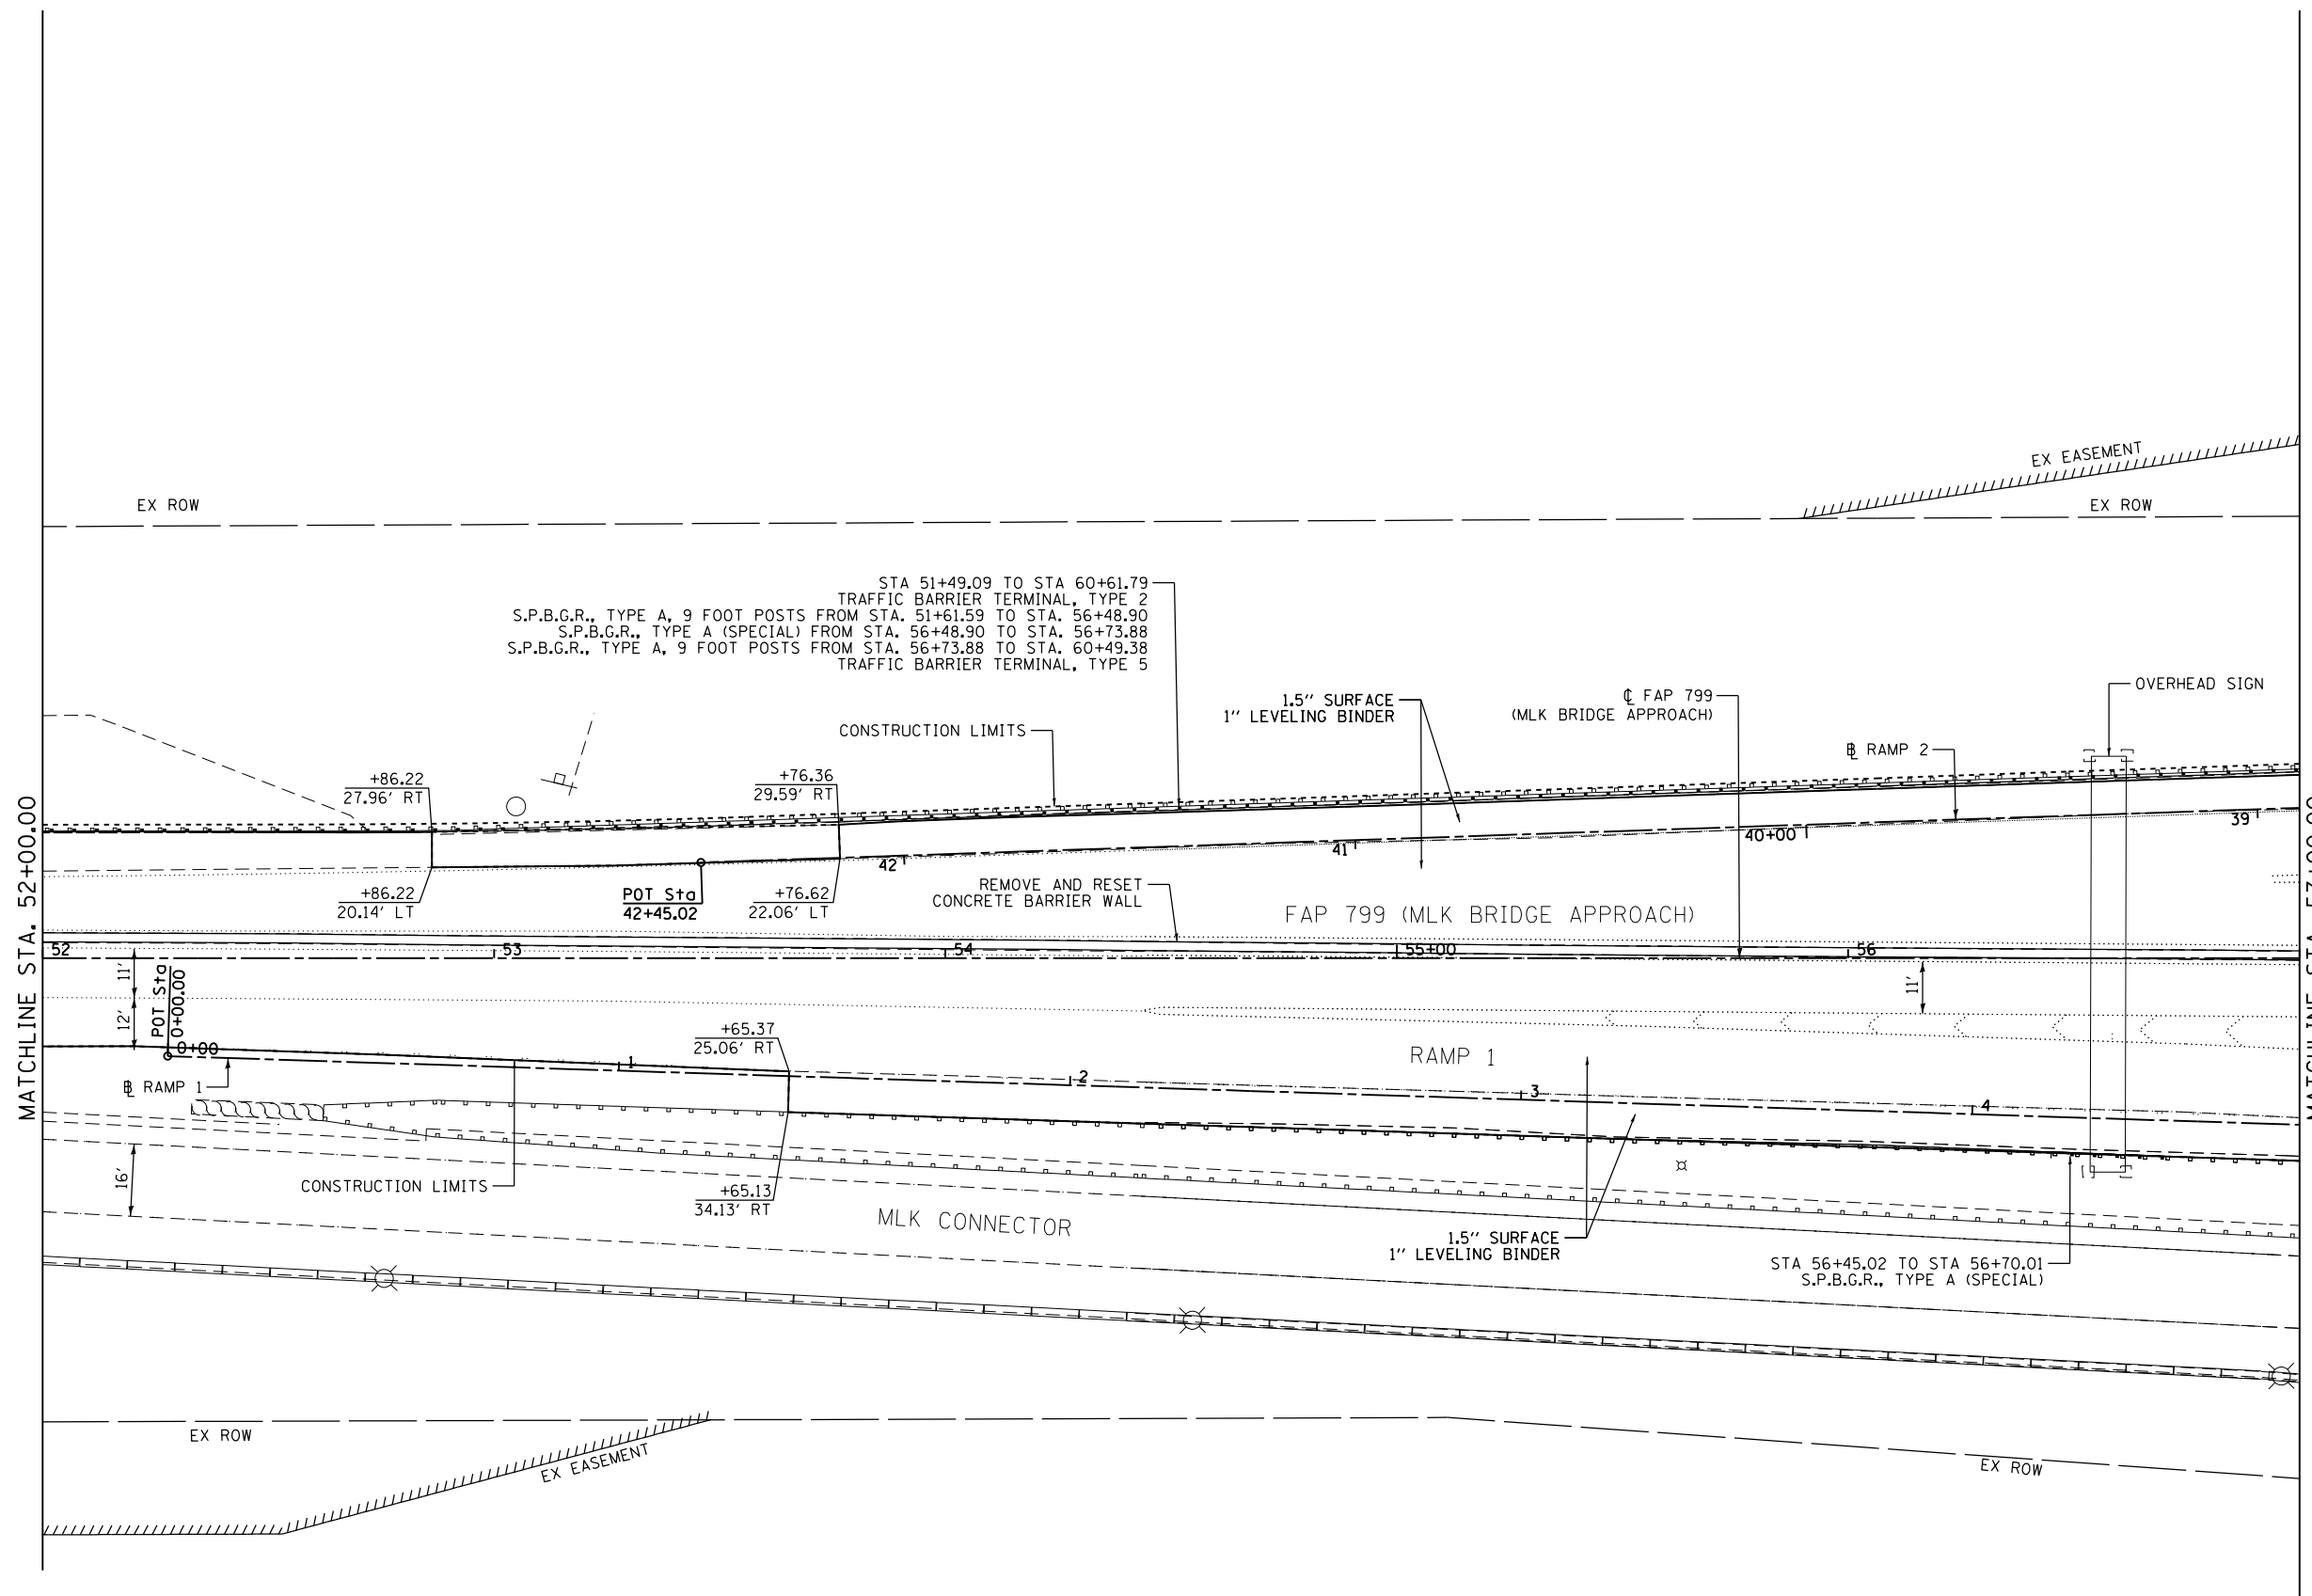 EX EASEMENT
EX ROW
EX ROW
STA 51+49.09 TO STA 60+61.79
TRAFFIC BARRIER TERMINAL, TYPE 2
S.P.B.G.R., TYPE A, 9 FOOT POSTS FROM STA. 51+61.59 TO STA. 56+48.90
S.P.B.G.R., TYPE A (SPECIAL) FROM STA. 56+48.90 TO STA. 56+73.88
S.P.B.G.R., TYPE A, 9 FOOT POSTS FROM STA. 56+73.88 TO STA. 60+49.38
TRAFFIC BARRIER TERMINAL, TYPE 5
1.5" SURFACE
1" LEVELING BINDER
℄ FAP 799
(MLK BRIDGE APPROACH)
OVERHEAD SIGN
CONSTRUCTION LIMITS
RAMP 2
+86.22
27.96' RT
+76.36
29.59' RT
MATCHLINE STA. 52+00.00
42
41
40+00
39
+86.22
20.14' LT
POT Sta
42+45.02
+76.62
22.06' LT
REMOVE AND RESET
CONCRETE BARRIER WALL
FAP 799 (MLK BRIDGE APPROACH)
52
53
54
55+00
56
11'
12'
11'
POT Sta
0+00.00
0+00
1
2
3
4
+65.37
25.06' RT
RAMP 1
RAMP 1
16'
CONSTRUCTION LIMITS
+65.13
34.13' RT
MLK CONNECTOR
1.5" SURFACE
1" LEVELING BINDER
STA 56+45.02 TO STA 56+70.01
S.P.B.G.R., TYPE A (SPECIAL)
EX ROW
EX EASEMENT
EX ROW